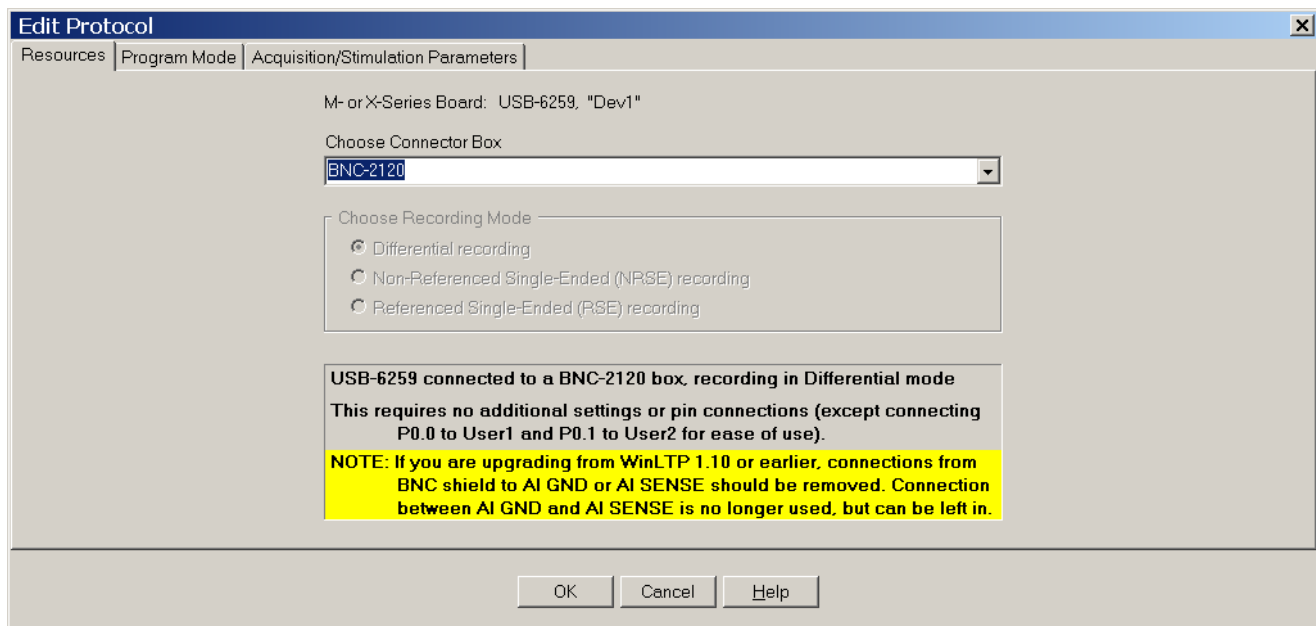 Edit Protocol
Resources
Program Mode
Acquisition/Stimulation Parameters
M- or X-Series Board:  USB-6259,  "Dev1"
Choose Connector Box
BNC-2120
Choose Recording Mode
Differential recording
Non-Referenced Single-Ended (NRSE) recording
Referenced Single-Ended (RSE) recording
USB-6259 connected to a BNC-2120 box, recording in Differential mode
This requires no additional settings or pin connections (except connecting
P0.0 to User1 and P0.1 to User2 for ease of use).
NOTE: If you are upgrading from WinLTP 1.10 or earlier, connections from
BNC shield to AI GND or AI SENSE should be removed. Connection
between AI GND and AI SENSE is no longer used, but can be left in.
OK
Cancel
Help